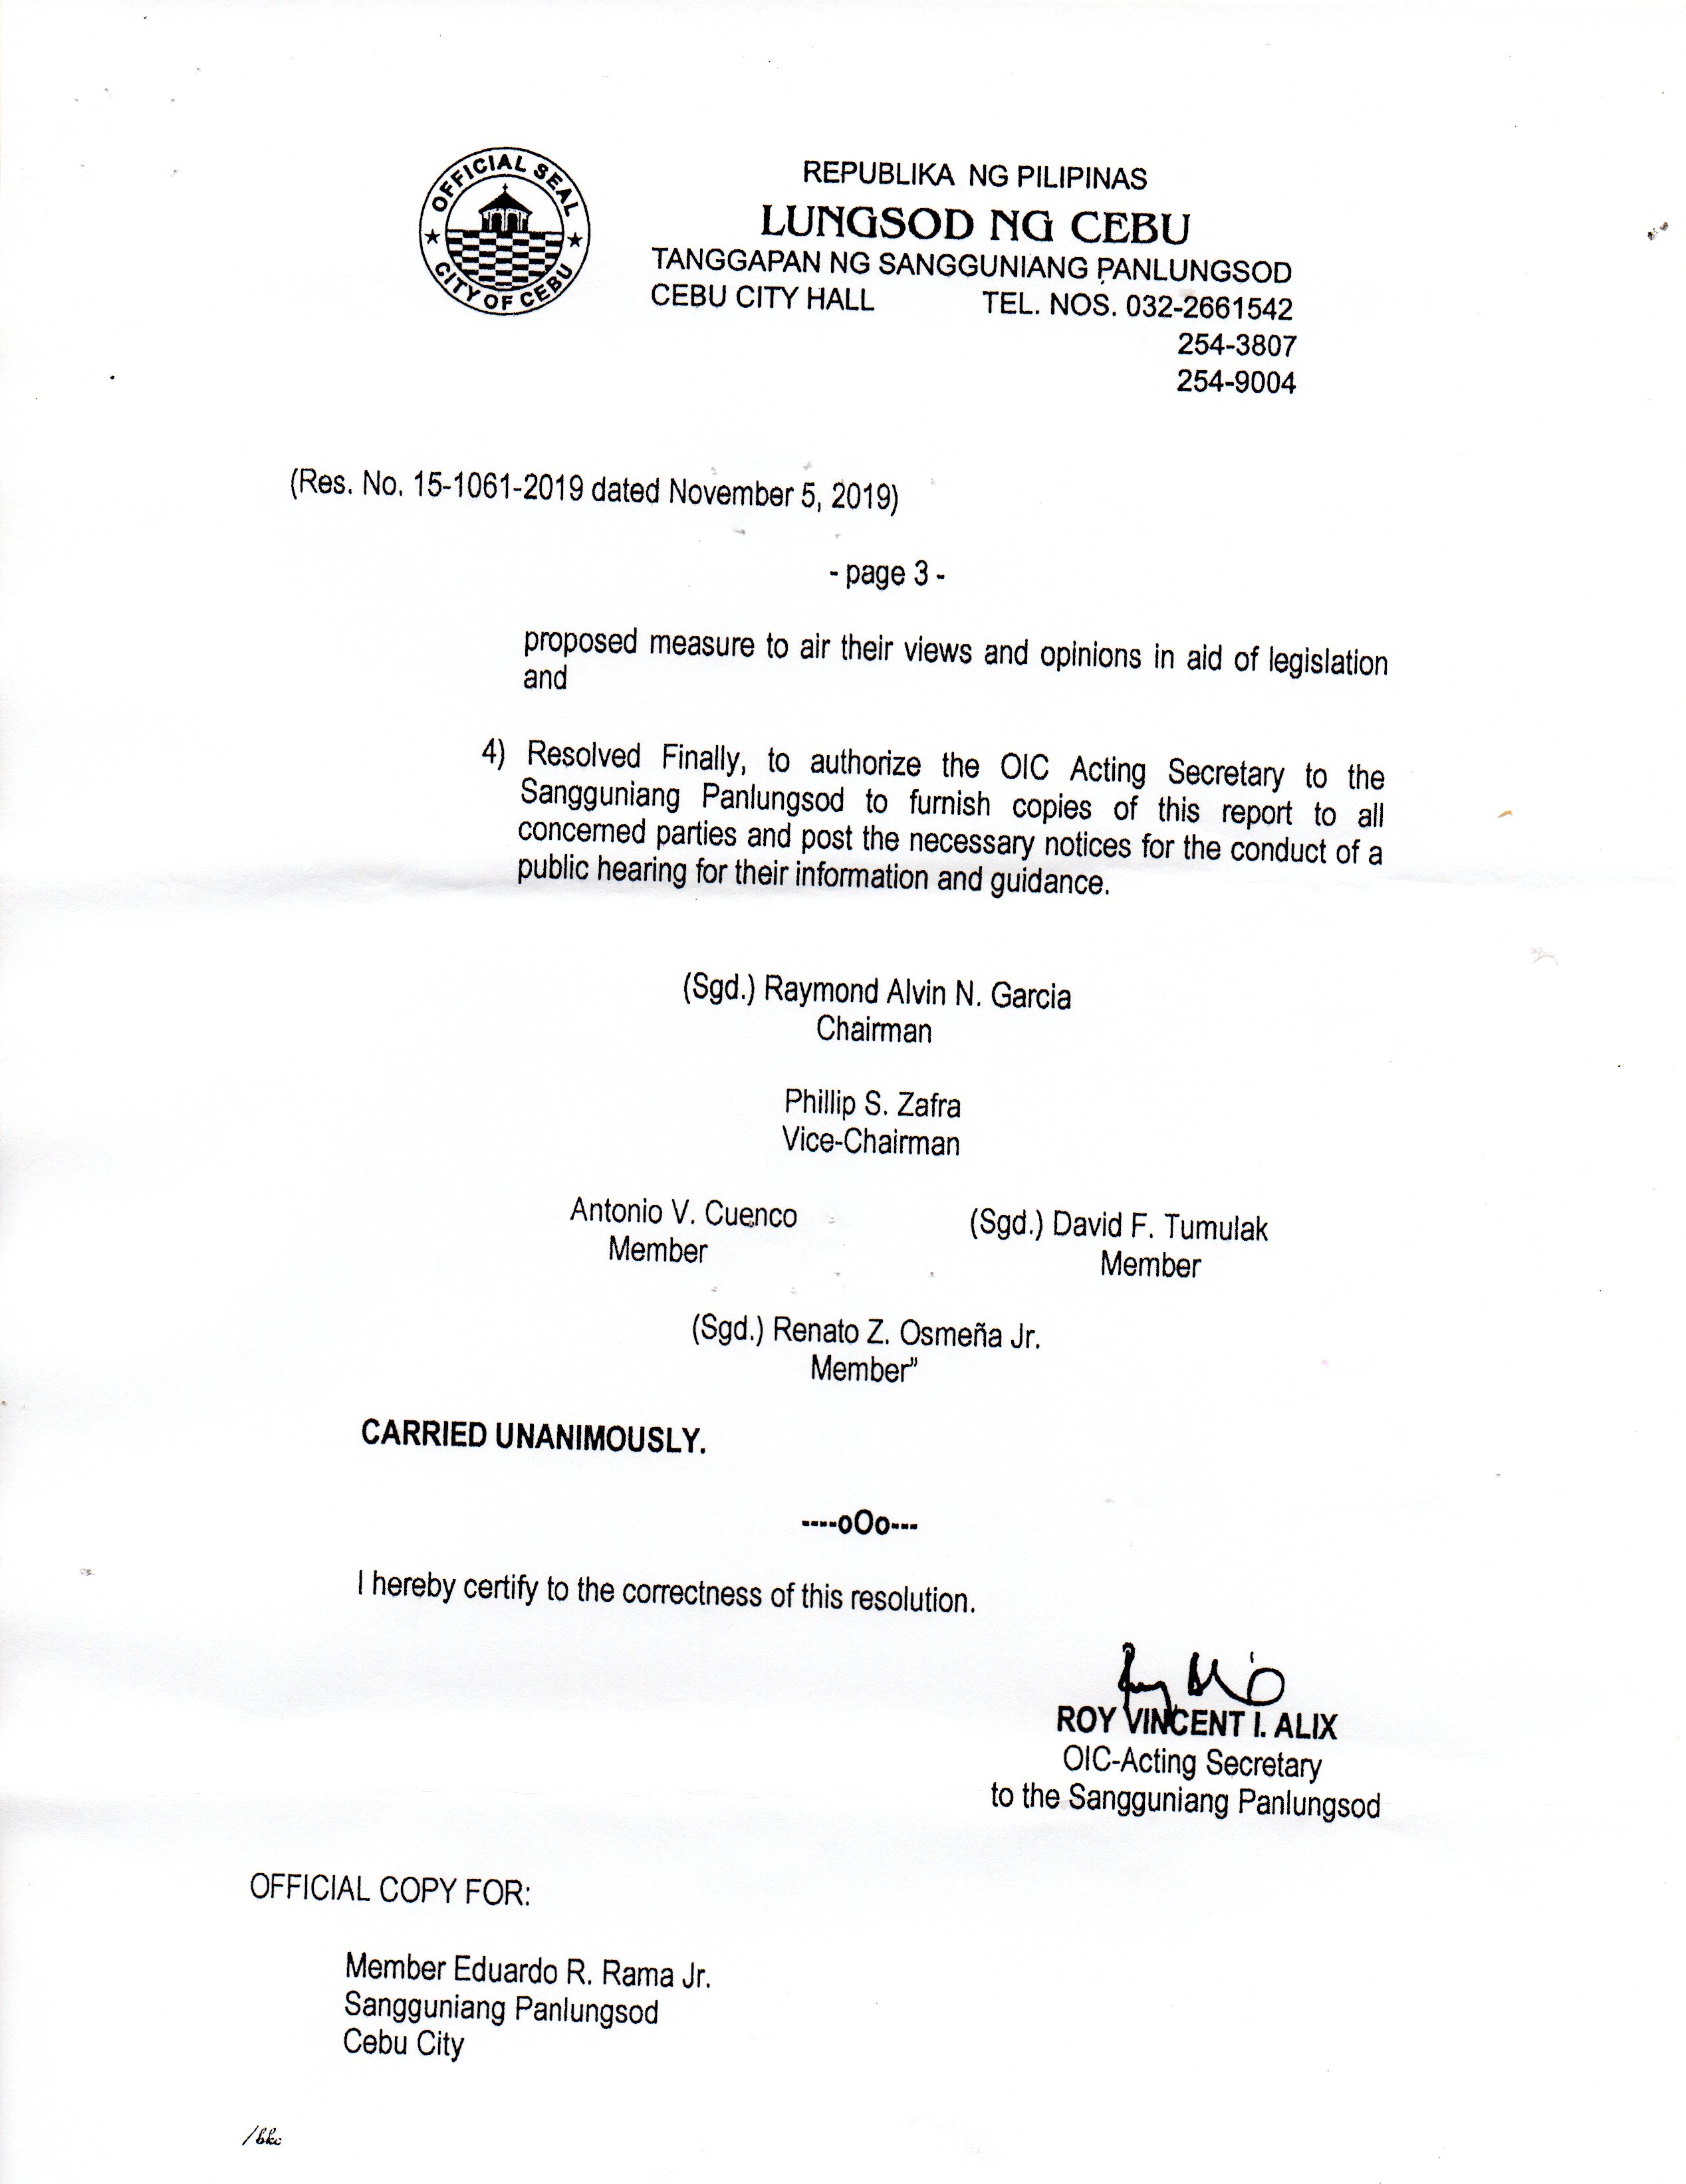 OFFICIAL SEAL
CITY OF CEBU
REPUBLIKA NG PILIPINAS
LUNGSOD NG CEBU
TANGGAPAN NG SANGGUNIANG PANLUNGSOD
CEBU CITY HALL TEL. NOS. 032-2661542
254-3807
254-9004
(Res. No. 15-1061-2019 dated November 5, 2019)
- page 3 -
proposed measure to air their views and opinions in aid of legislation
and
4) Resolved Finally, to authorize the OIC Acting Secretary to the
Sangguniang Panlungsod to furnish copies of this report to all
concerned parties and post the necessary notices for the conduct of a
public hearing for their information and guidance.
(Sgd.) Raymond Alvin N. Garcia
Chairman
Phillip S. Zafra
Vice-Chairman
Antonio V. Cuenco (Sgd.) David F. Tumulak
Member Member
(Sgd.) Renato Z. Osmeña Jr.
Member”
CARRIED UNANIMOUSLY.
----oOo---
I hereby certify to the correctness of this resolution.
ROY VINCENT I. ALIX
OIC-Acting Secretary
to the Sangguniang Panlungsod
OFFICIAL COPY FOR:
Member Eduardo R. Rama Jr.
Sangguniang Panlungsod
Cebu City
/bkc